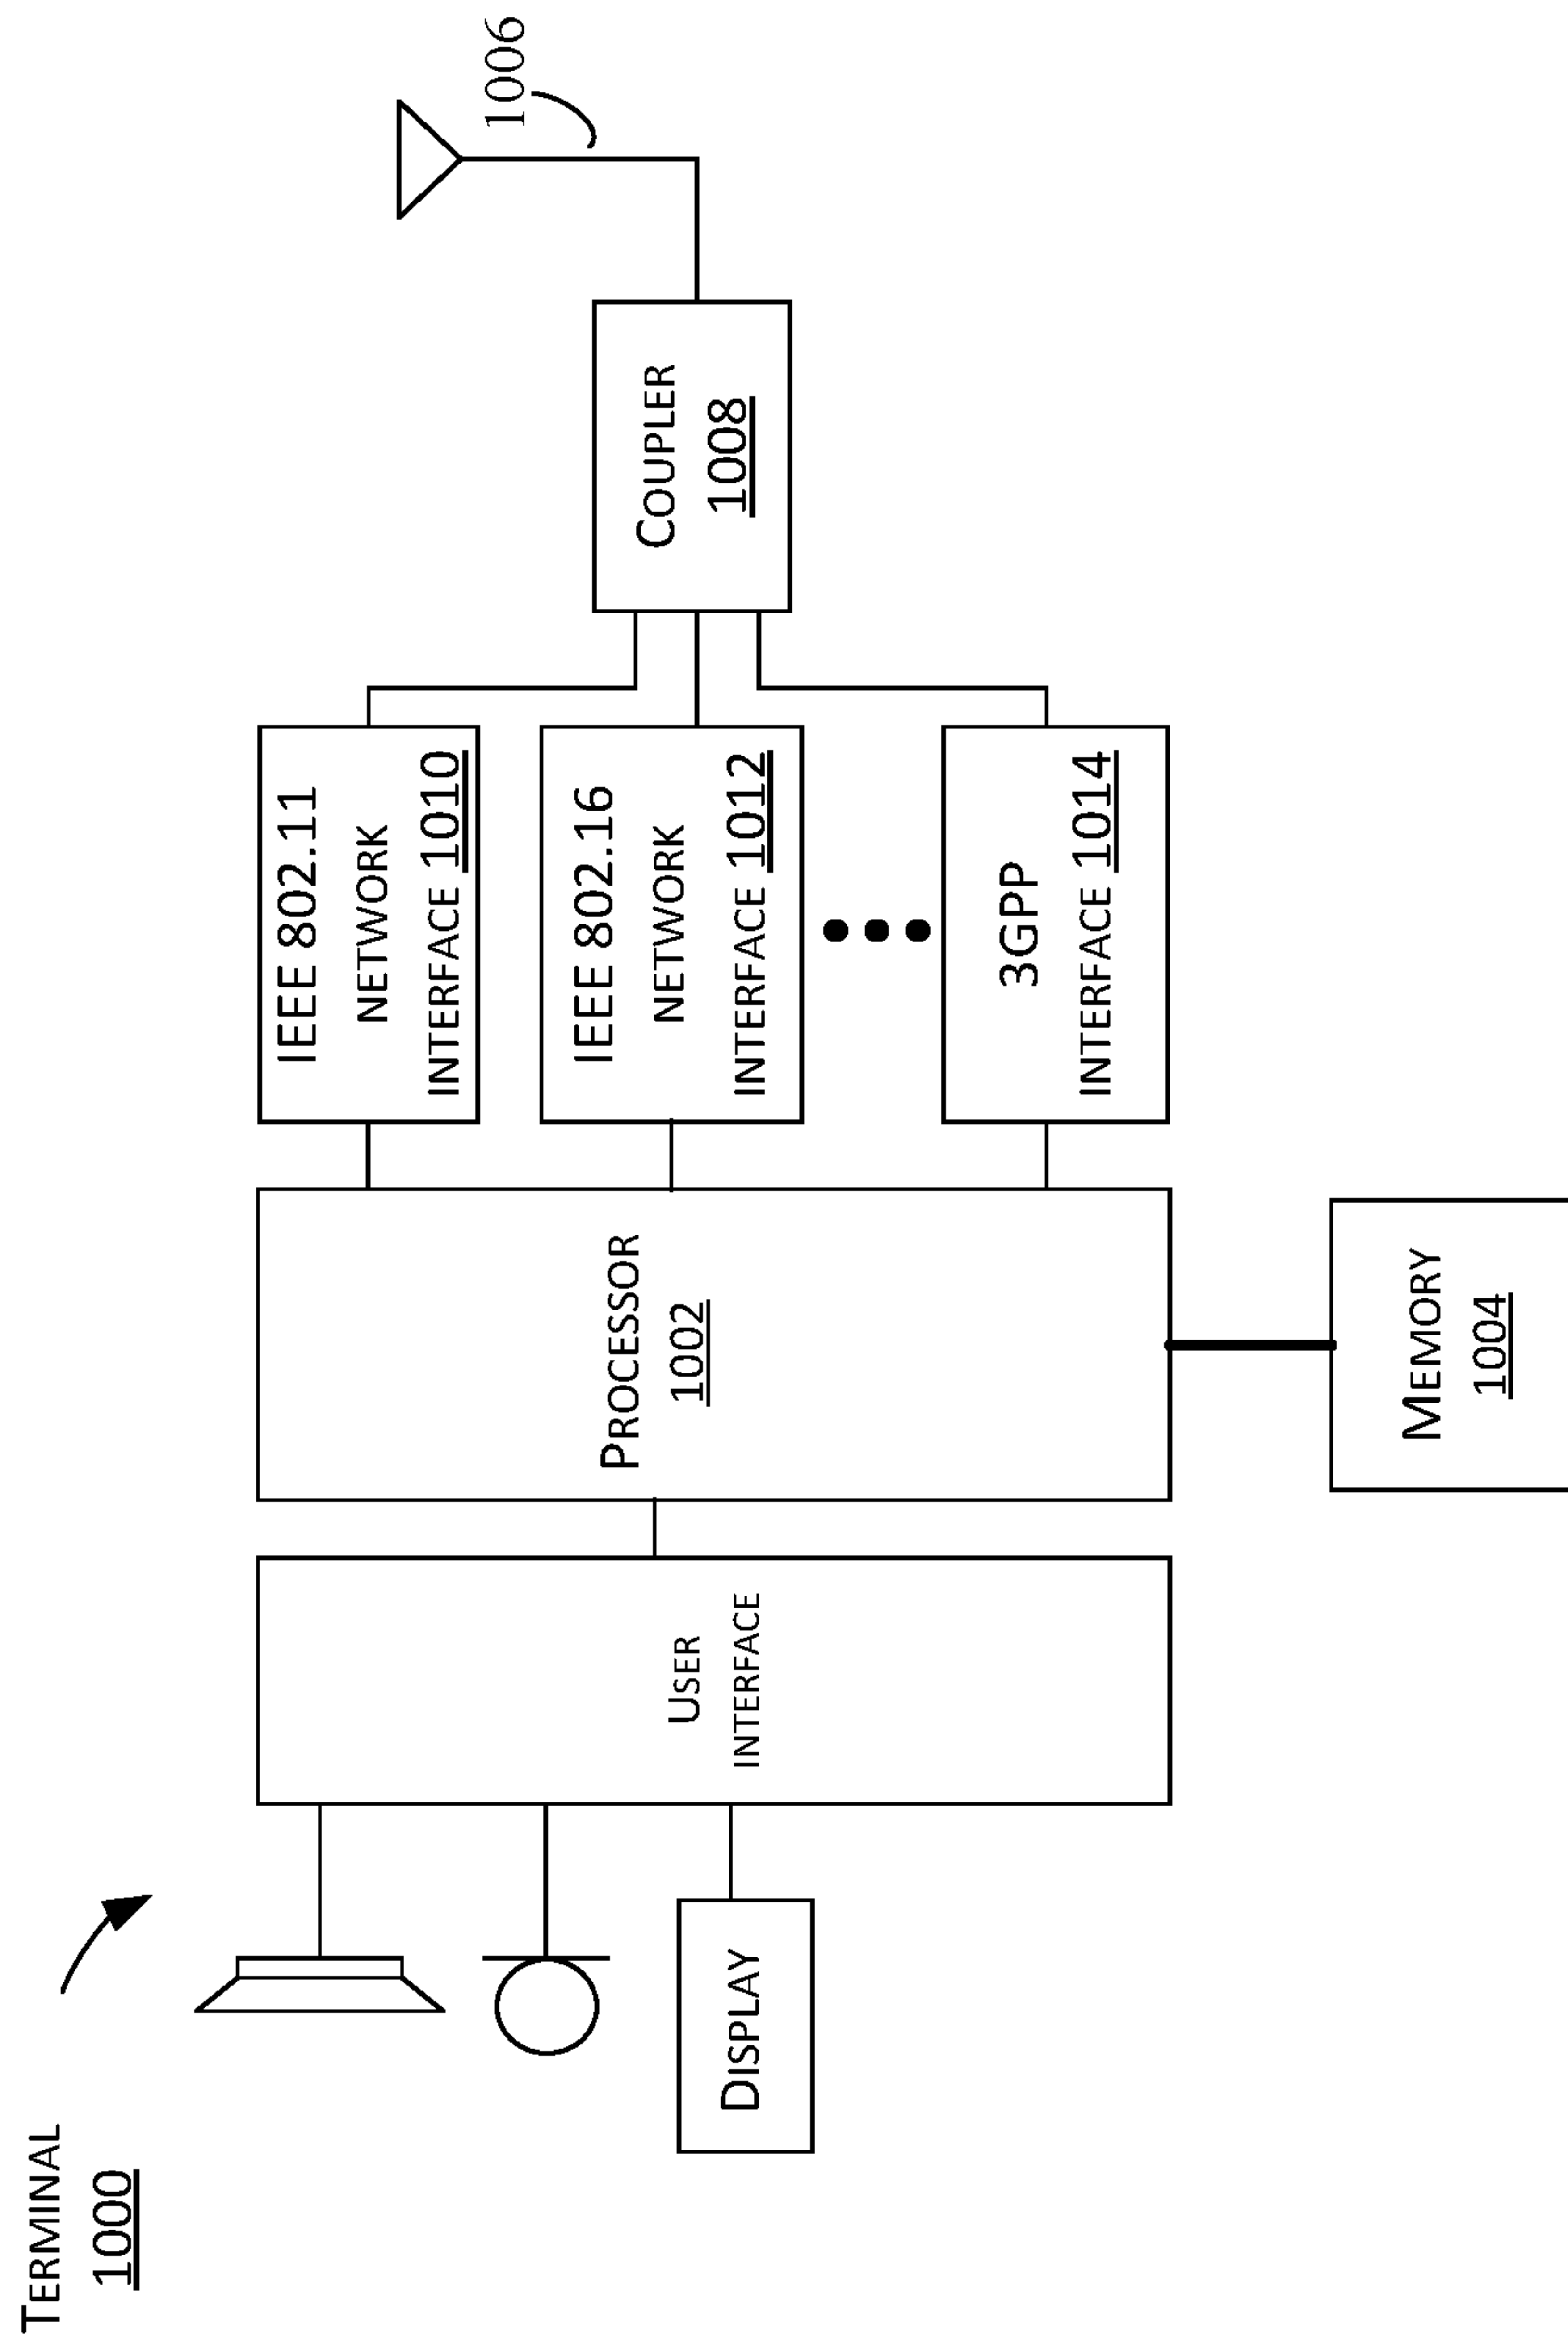 TERMINAL
1000
DISPLAY
USER
INTERFACE
PROCESSOR
1002
MEMORY
1004
IEEE 802.11
NETWORK
INTERFACE 1010
IEEE 802.16
NETWORK
INTERFACE 1012
3GPP
INTERFACE 1014
COUPLER
1008
1006